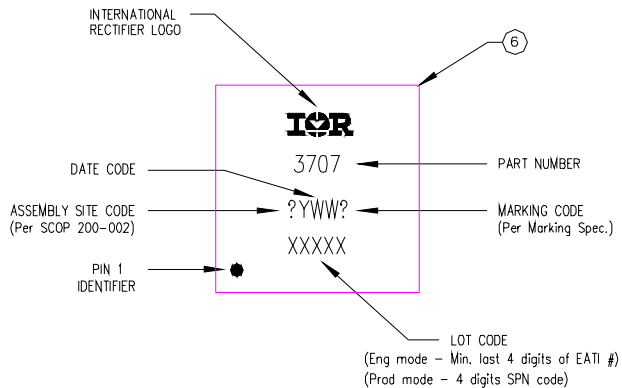 INTERNATIONAL
RECTIFIER LOGO
6
IOR
3707
PART NUMBER
DATE CODE
ASSEMBLY SITE CODE
(Per SCOP 200-002)
?YWW?
MARKING CODE
(Per Marking Spec.)
XXXXX
PIN 1
IDENTIFIER
LOT CODE
(Eng mode - Min. last 4 digits of EATI #)
(Prod mode - 4 digits SPN code)